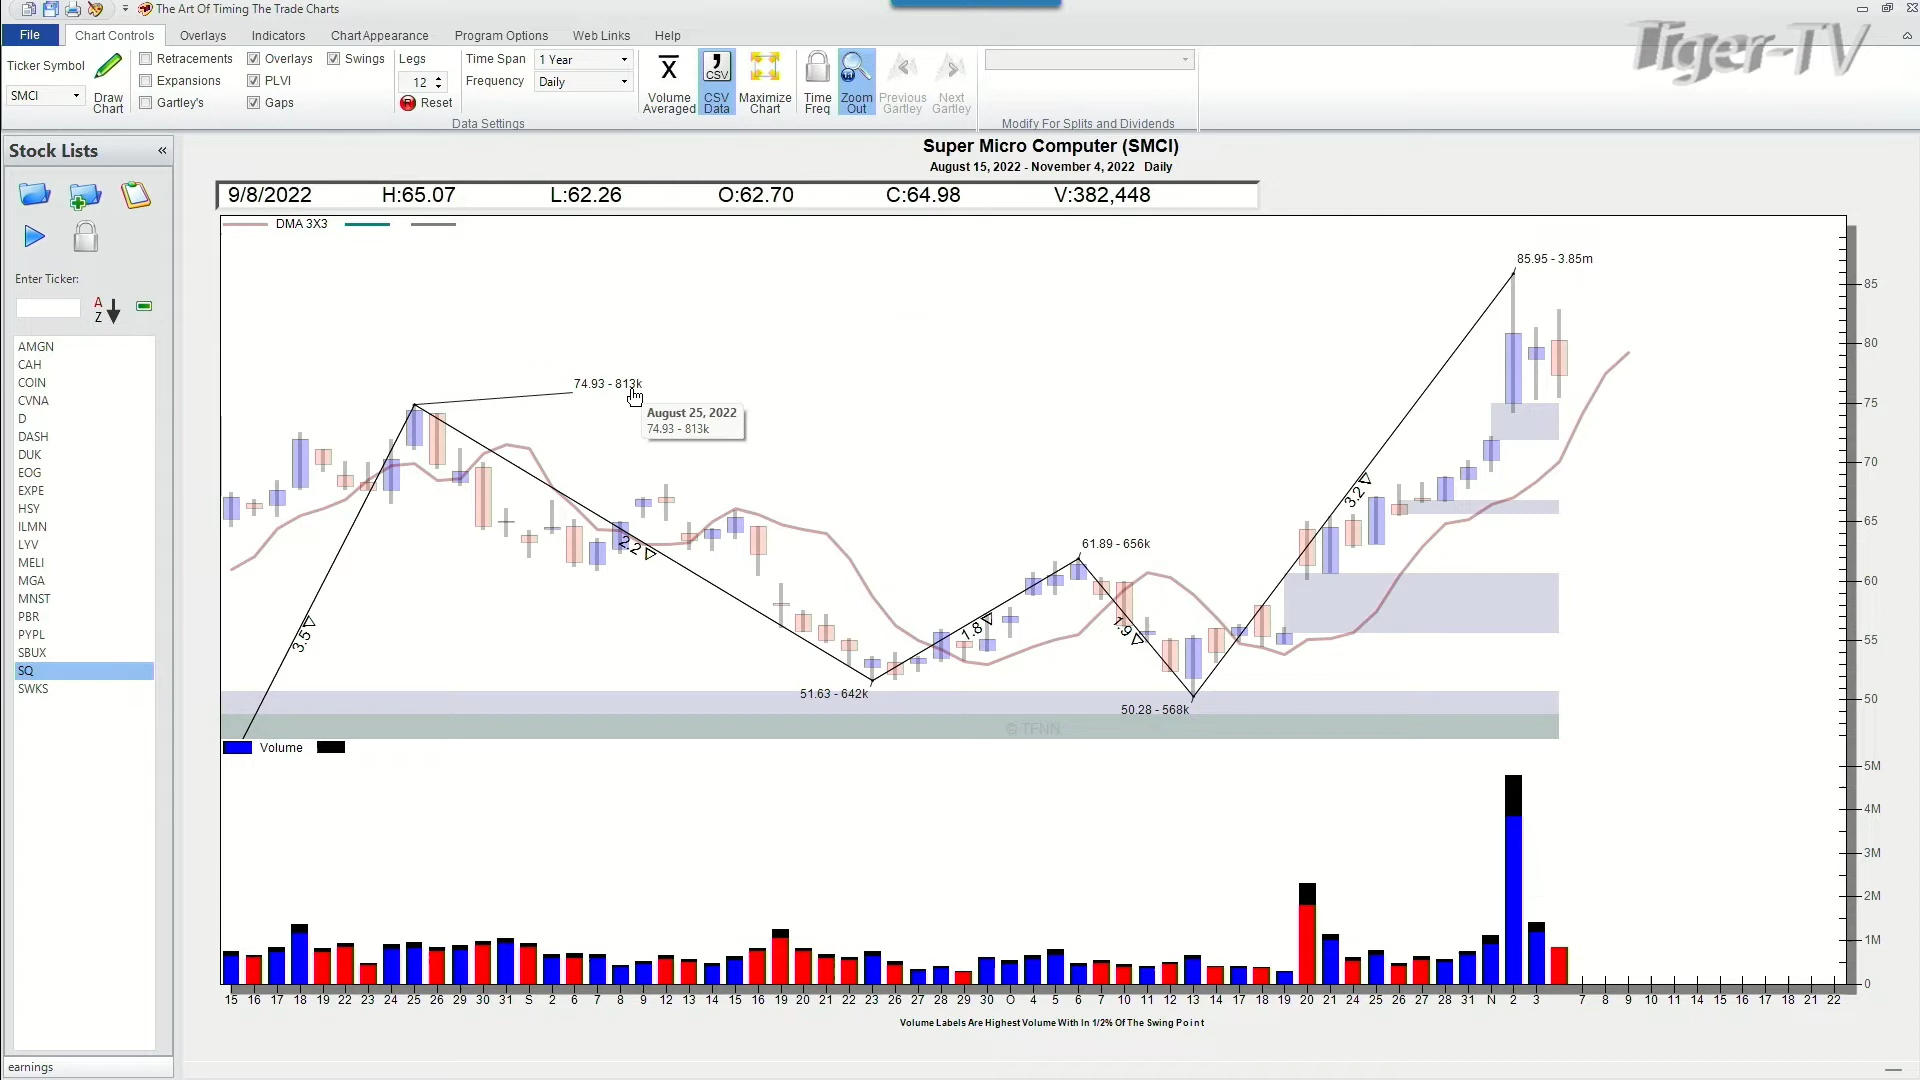 The Art Of Timing The Trade Charts
File Chart Controls Overlays Indicators Chart Appearance Program Options Web Links Help
Tiger-TV
Ticker Symbol
SMCI
Draw
Chart
Retracements
Expansions
Gartley's
Overlays
PLVI
Gaps
Swings
Legs
12
Reset
Time Span 1 Year
Frequency Daily
Data Settings
Volume
Averaged
CSV
CSV
Data
Maximize
Chart
Time
Freq
Zoom
Out
Previous
Gartley
Next
Gartley
Modify For Splits and Dividends
Stock Lists «
Enter Ticker:
A
Z
AMGN
CAH
COIN
CVNA
D
DASH
DUK
EOG
EXPE
HSY
ILMN
LYV
MELI
MGA
MNST
PBR
PYPL
SBUX
SQ
SWKS
earnings
Super Micro Computer (SMCI)
August 15, 2022 - November 4, 2022 Daily
9/8/2022 H:65.07 L:62.26 O:62.70 C:64.98 V:382,448
DMA 3X3
85.95 - 3.85m
74.93 - 813k
August 25, 2022
74.93 - 813k
3.5
2.2
51.63 - 642k
1.8
61.89 - 656k
1.9
50.28 - 568k
3.2
© TFNN
85
80
75
70
65
60
55
50
Volume
5M
4M
3M
2M
1M
0
15 16 17 18 19 22 23 24 25 26 29 30 31 S 2 6 7 8 9 12 13 14 15 16 19 20 21 22 23 26 27 28 29 30 O 4 5 6 7 10 11 12 13 14 17 18 19 20 21 24 25 26 27 28 31 N 2 3 7 8 9 10 11 14 15 16 17 18 21 22
Volume Labels Are Highest Volume With In 1/2% Of The Swing Point